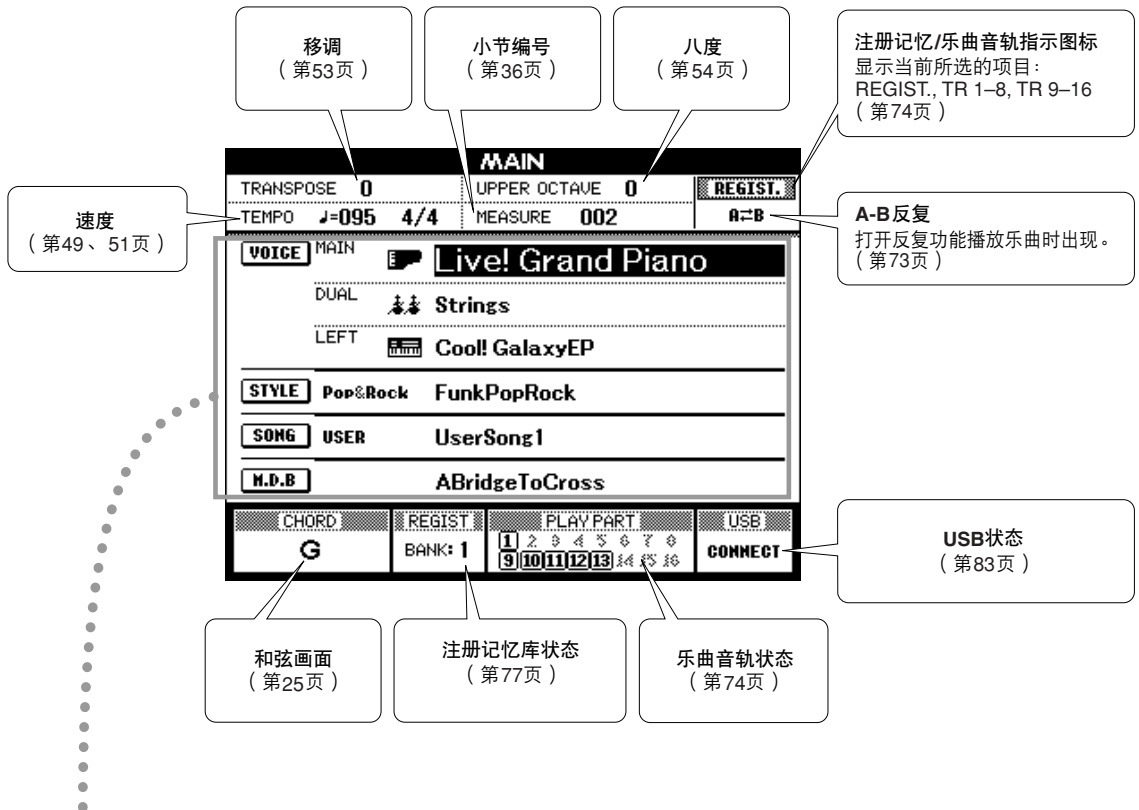 移调
（第53页）
小节编号
（第36页）
八度
（第54页）
注册记忆/乐曲音轨指示图标
显示当前所选的项目：
REGIST., TR 1–8, TR 9–16
（第74页）
速度
（第49、51页）
MAIN
TRANSPOSE 0 UPPER OCTAVE 0 REGIST.
TEMPO ♩=095 4/4 MEASURE 002 A⇄B
A-B反复
打开反复功能播放乐曲时出现。
（第73页）
VOICE MAIN Live! Grand Piano
DUAL Strings
LEFT Cool! GalaxyEP
STYLE Pop&Rock FunkPopRock
SONG USER UserSong1
M.D.B ABridgeToCross
CHORD REGIST PLAY PART USB
G BANK: 1 1 2 3 4 5 6 7 8 CONNECT
9 10 11 12 13 14 15 16
USB状态
（第83页）
和弦画面
（第25页）
注册记忆库状态
（第77页）
乐曲音轨状态
（第74页）